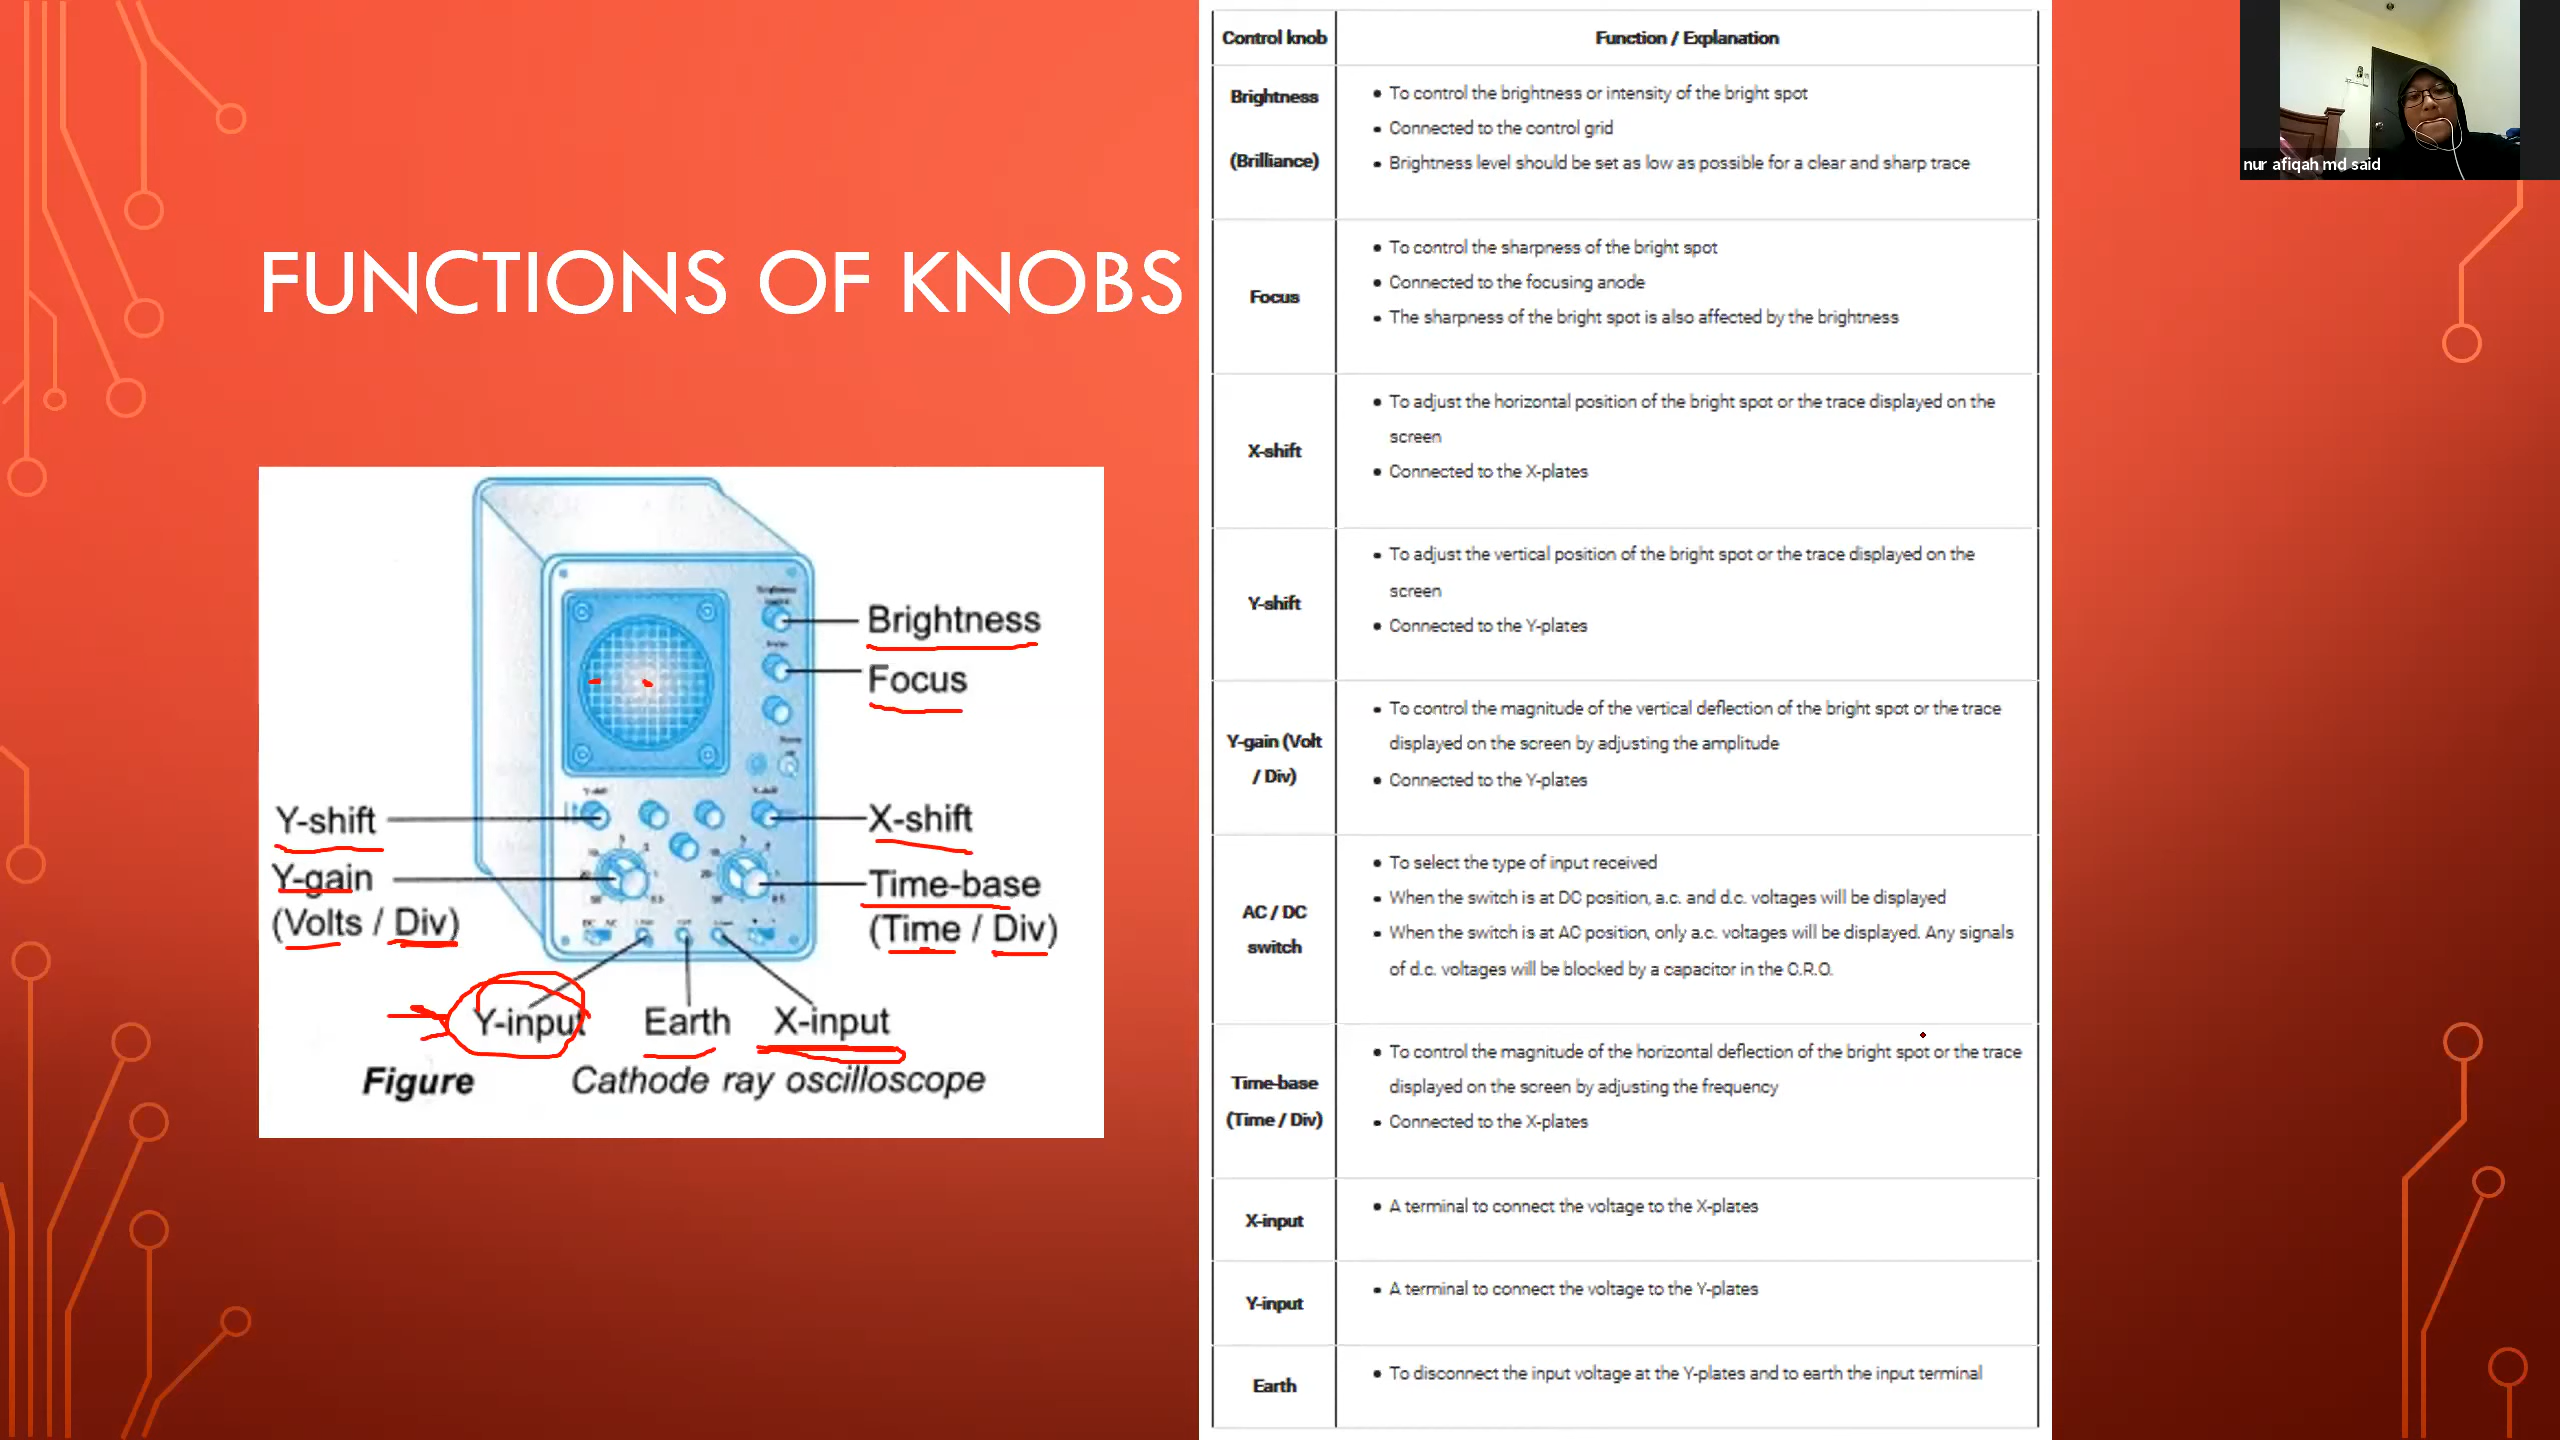 FUNCTIONS OF KNOBS
Brightness
Focus
Y-shift
X-shift
Y-gain
(Volts / Div)
Time-base
(Time / Div)
Y-input
Earth
X-input
Figure
Cathode ray oscilloscope
Control knob
Function / Explanation
Brightness
(Brilliance)
• To control the brightness or intensity of the bright spot
• Connected to the control grid
• Brightness level should be set as low as possible for a clear and sharp trace
Focus
• To control the sharpness of the bright spot
• Connected to the focusing anode
• The sharpness of the bright spot is also affected by the brightness
X-shift
• To adjust the horizontal position of the bright spot or the trace displayed on the
screen
• Connected to the X-plates
Y-shift
• To adjust the vertical position of the bright spot or the trace displayed on the
screen
• Connected to the Y-plates
Y-gain (Volt
/ Div)
• To control the magnitude of the vertical deflection of the bright spot or the trace
displayed on the screen by adjusting the amplitude
• Connected to the Y-plates
AC / DC
switch
• To select the type of input received
• When the switch is at DC position, a.c. and d.c. voltages will be displayed
• When the switch is at AC position, only a.c. voltages will be displayed. Any signals
of d.c. voltages will be blocked by a capacitor in the C.R.O.
Time-base
(Time / Div)
• To control the magnitude of the horizontal deflection of the bright spot or the trace
displayed on the screen by adjusting the frequency
• Connected to the X-plates
X-input
• A terminal to connect the voltage to the X-plates
Y-input
• A terminal to connect the voltage to the Y-plates
Earth
• To disconnect the input voltage at the Y-plates and to earth the input terminal
nur afiqah md said